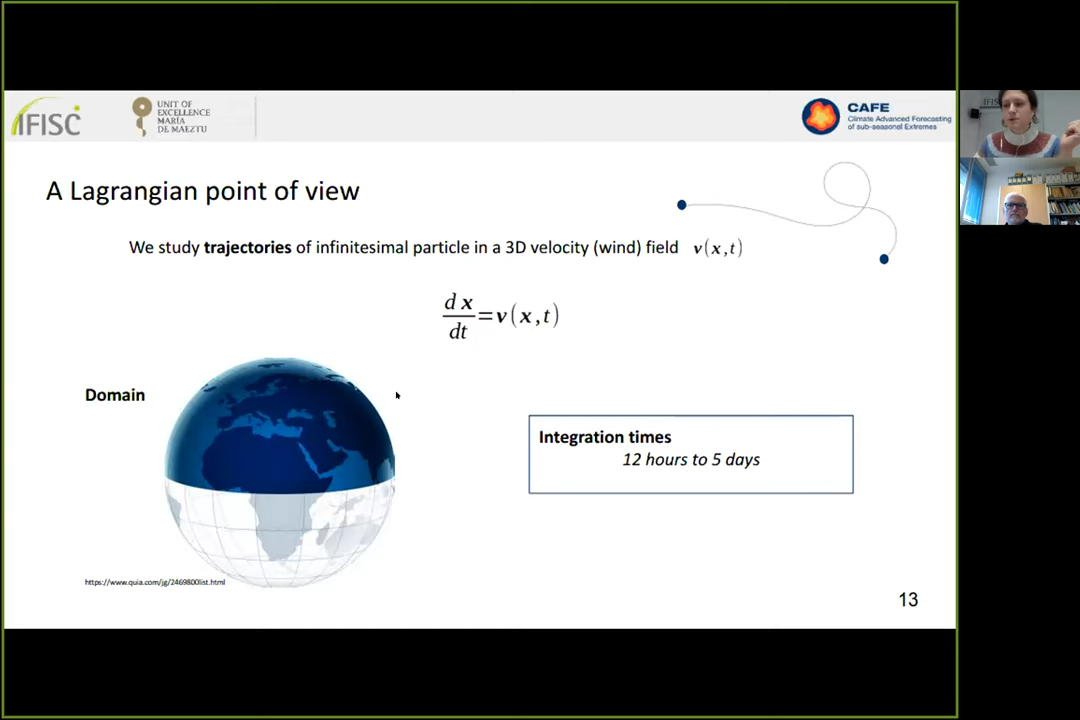 IFISC
UNIT OF
EXCELLENCE
MARÍA
DE MAEZTU
CAFE
Climate Advanced Forecasting
of sub-seasonal Extremes
A Lagrangian point of view
We study trajectories of infinitesimal particle in a 3D velocity (wind) field v(x,t)
dx/dt=v(x,t)
Domain
Integration times
12 hours to 5 days
https://www.quia.com/jg/2469800list.html
13